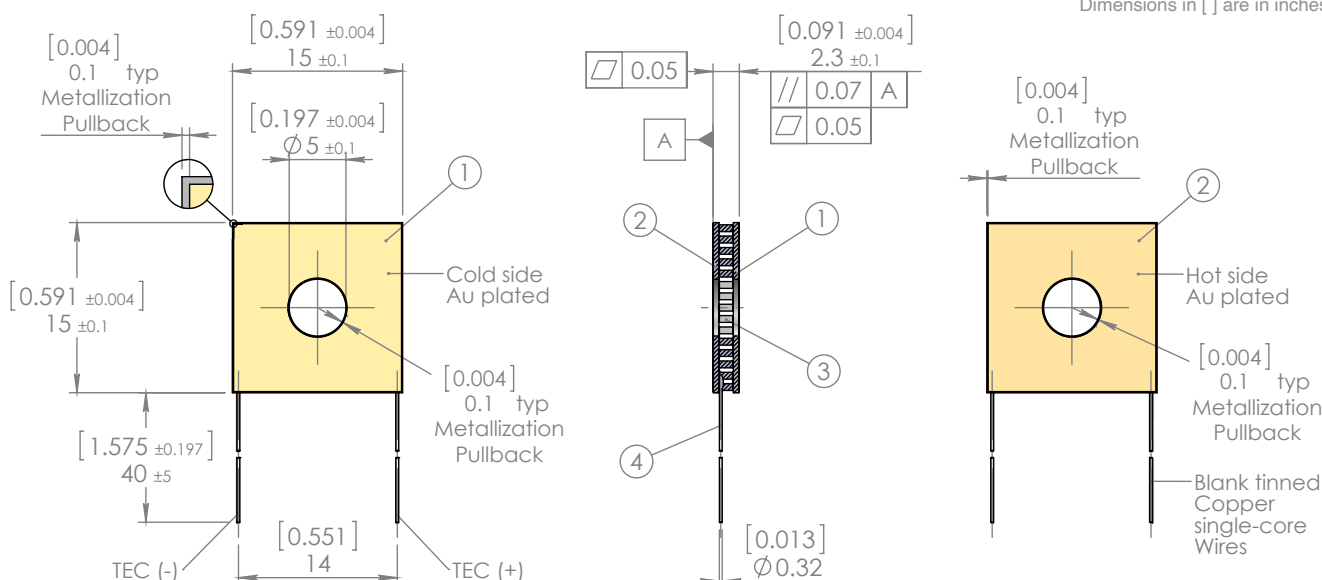 Dimensions in [ ] are in inches
[0.004]
0.1 typ
Metallization
Pullback
[0.591 ±0.004]
15 ±0.1
[0.197 ±0.004]
Ø5 ±0.1
1
Cold side
Au plated
[0.591 ±0.004]
15 ±0.1
[0.004]
0.1 typ
Metallization
Pullback
[1.575 ±0.197]
40 ±5
TEC (-)
[0.551]
14
TEC (+)
⏥ 0.05
[0.091 ±0.004]
2.3 ±0.1
// 0.07 A
⏥ 0.05
A
2
1
3
4
[0.013]
Ø0.32
[0.004]
0.1 typ
Metallization
Pullback
2
Hot side
Au plated
[0.004]
0.1 typ
Metallization
Pullback
Blank tinned
Copper
single-core
Wires